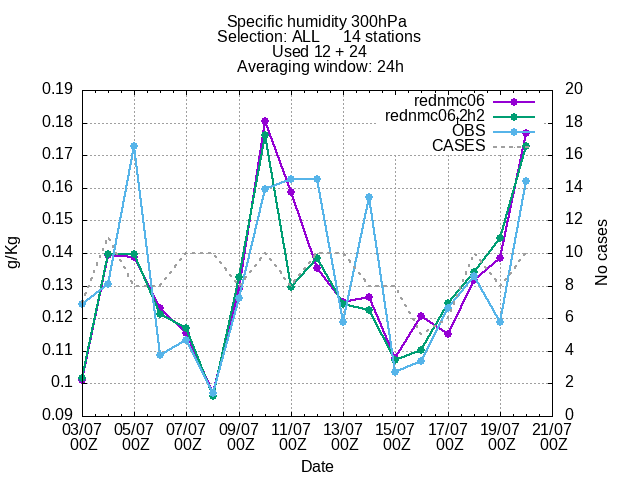 Specific humidity 300hPa
Selection: ALL 14 stations
Used 12 + 24
Averaging window: 24h
rednmc06
rednmc06.2h2
OBS
CASES
0.19
0.18
0.17
0.16
0.15
0.14
0.13
0.12
0.11
0.1
0.09
20
18
16
14
12
10
8
6
4
2
0
g/Kg
No cases
03/07 05/07 07/07 09/07 11/07 13/07 15/07 17/07 19/07 21/07
00Z 00Z 00Z 00Z 00Z 00Z 00Z 00Z 00Z 00Z
Date